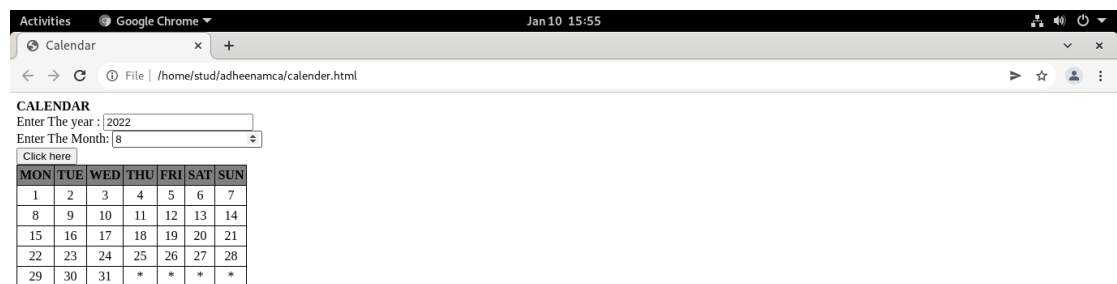 Activities Google Chrome Jan 10 15:55
Calendar
File /home/stud/adheenamca/calender.html
CALENDAR
Enter The year : 2022
Enter The Month: 8
Click here
MON TUE WED THU FRI SAT SUN
1 2 3 4 5 6 7
8 9 10 11 12 13 14
15 16 17 18 19 20 21
22 23 24 25 26 27 28
29 30 31 * * * *